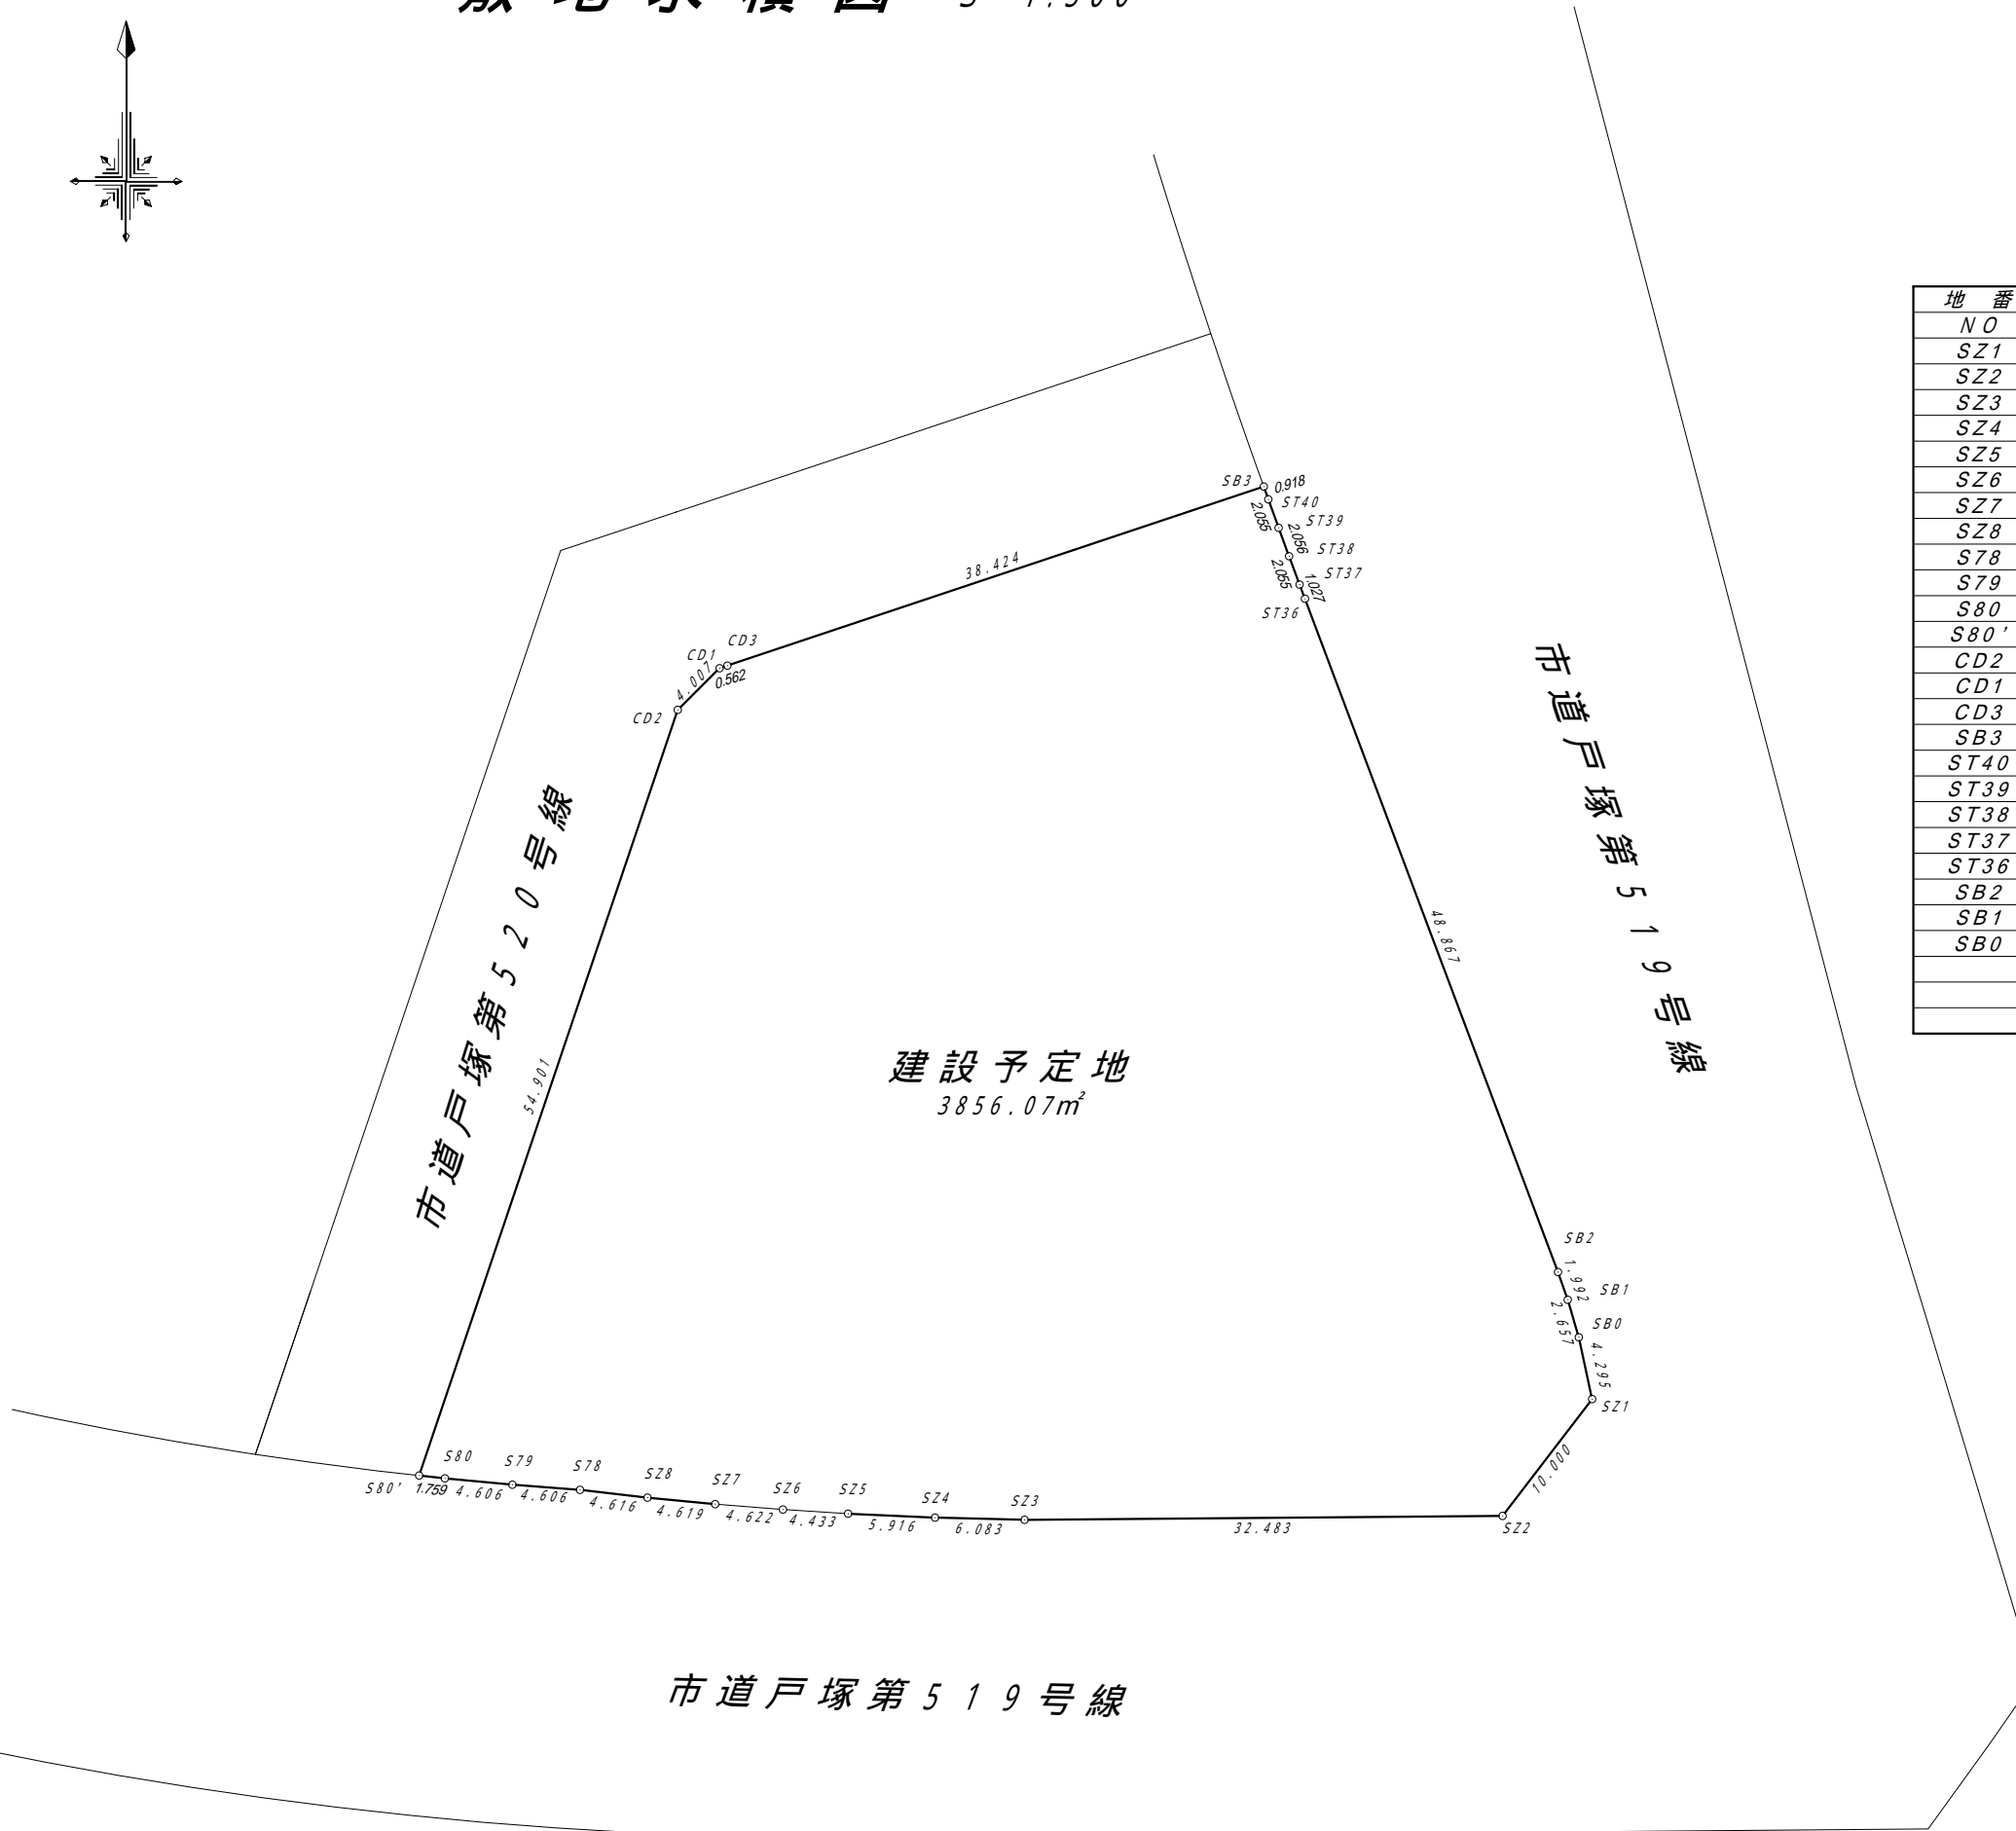 敷地求積図 S=1:300
SB3
0.918
ST40
2.055
ST39
2.056
ST38
2.055
ST37
1.027
ST36
38.424
CD3
CD1
0.562
4.007
CD2
市道戸塚第519号線
48.867
市道戸塚第520号線
54.901
建設予定地
3856.07㎡
SB2
1.992
SB1
2.657
SB0
4.295
SZ1
10.000
SZ2
S80
S79
S78
SZ8
SZ7
SZ6
SZ5
SZ4
SZ3
S80' 1.759 4.606 4.606 4.616 4.619 4.622 4.433 5.916 6.083 32.483
市道戸塚第519号線
地 番
NO
SZ1
SZ2
SZ3
SZ4
SZ5
SZ6
SZ7
SZ8
S78
S79
S80
S80'
CD2
CD1
CD3
SB3
ST40
ST39
ST38
ST37
ST36
SB2
SB1
SB0